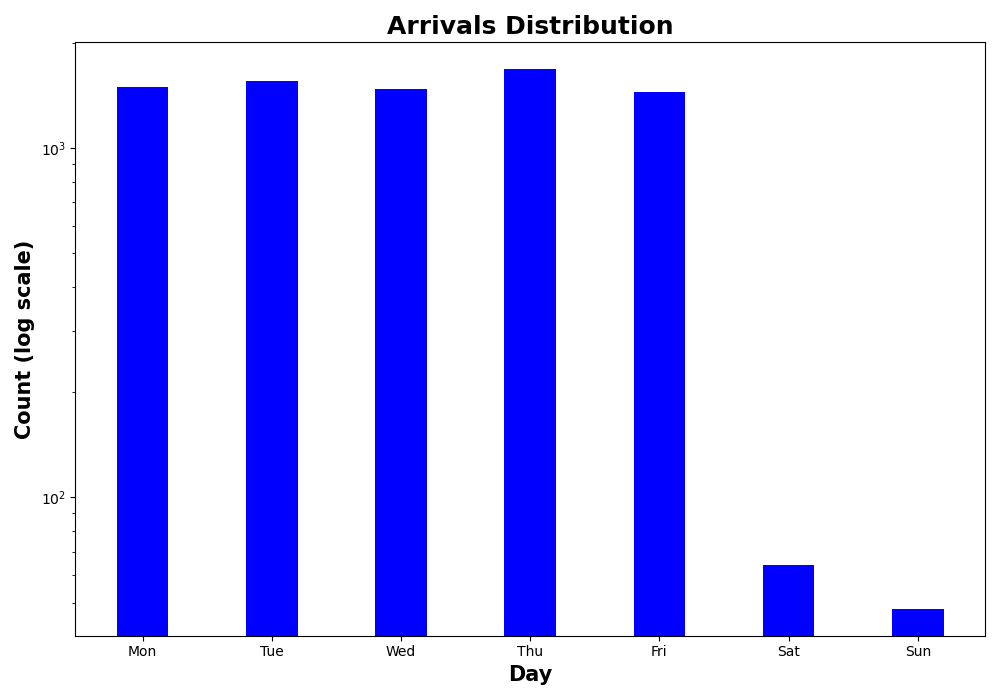 Arrivals Distribution
Count (log scale)
10³
10²
Mon Tue Wed Thu Fri Sat Sun
Day